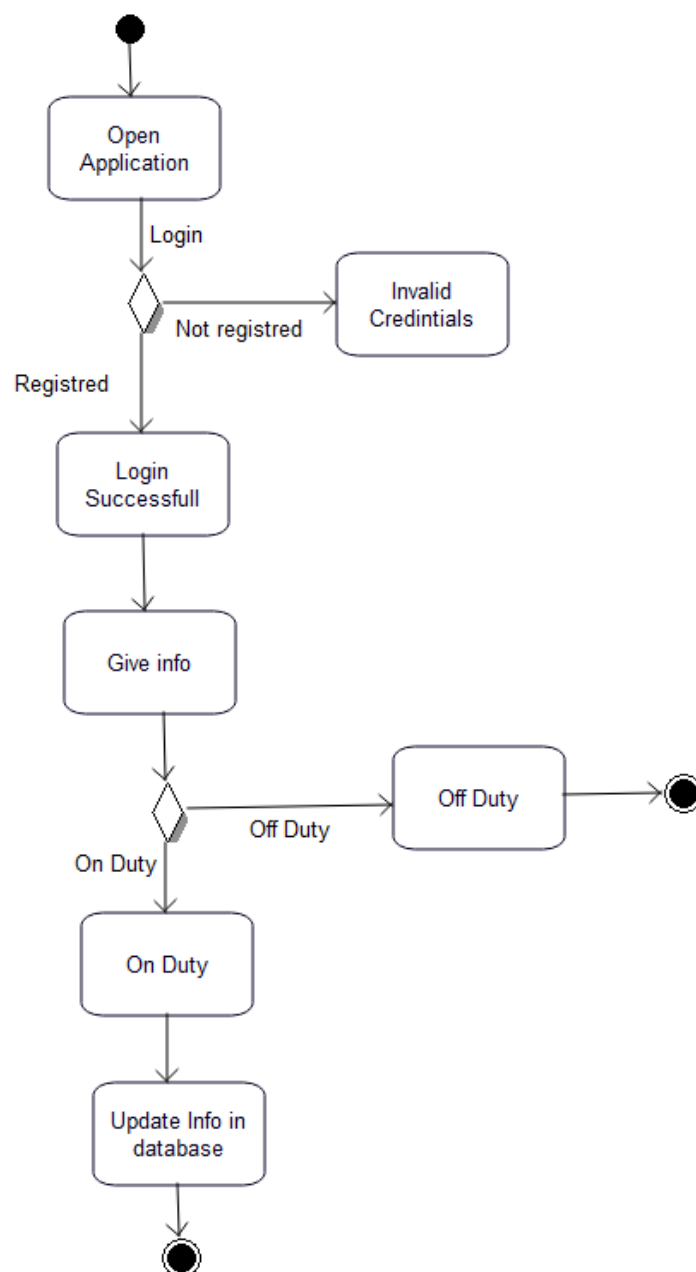 Open
Application
Login
Invalid
Credintials
Not registred
Registred
Login
Successfull
Give info
Off Duty
Off Duty
On Duty
On Duty
Update Info in
database